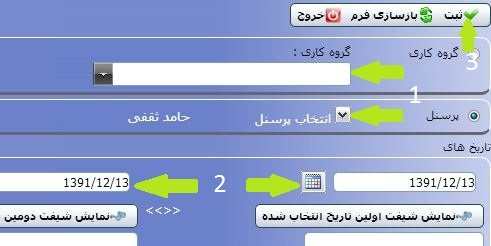 ثبت بازسازی فرم خروج
3
گروه کاری گروه کاری :
1
پرسنل انتخاب پرسنل حامد ثقفی
تاریخ های
1391/12/13 2 1391/12/13
<<>>
نمایش شیفت اولین تاریخ انتخاب شده نمایش شیفت دومین